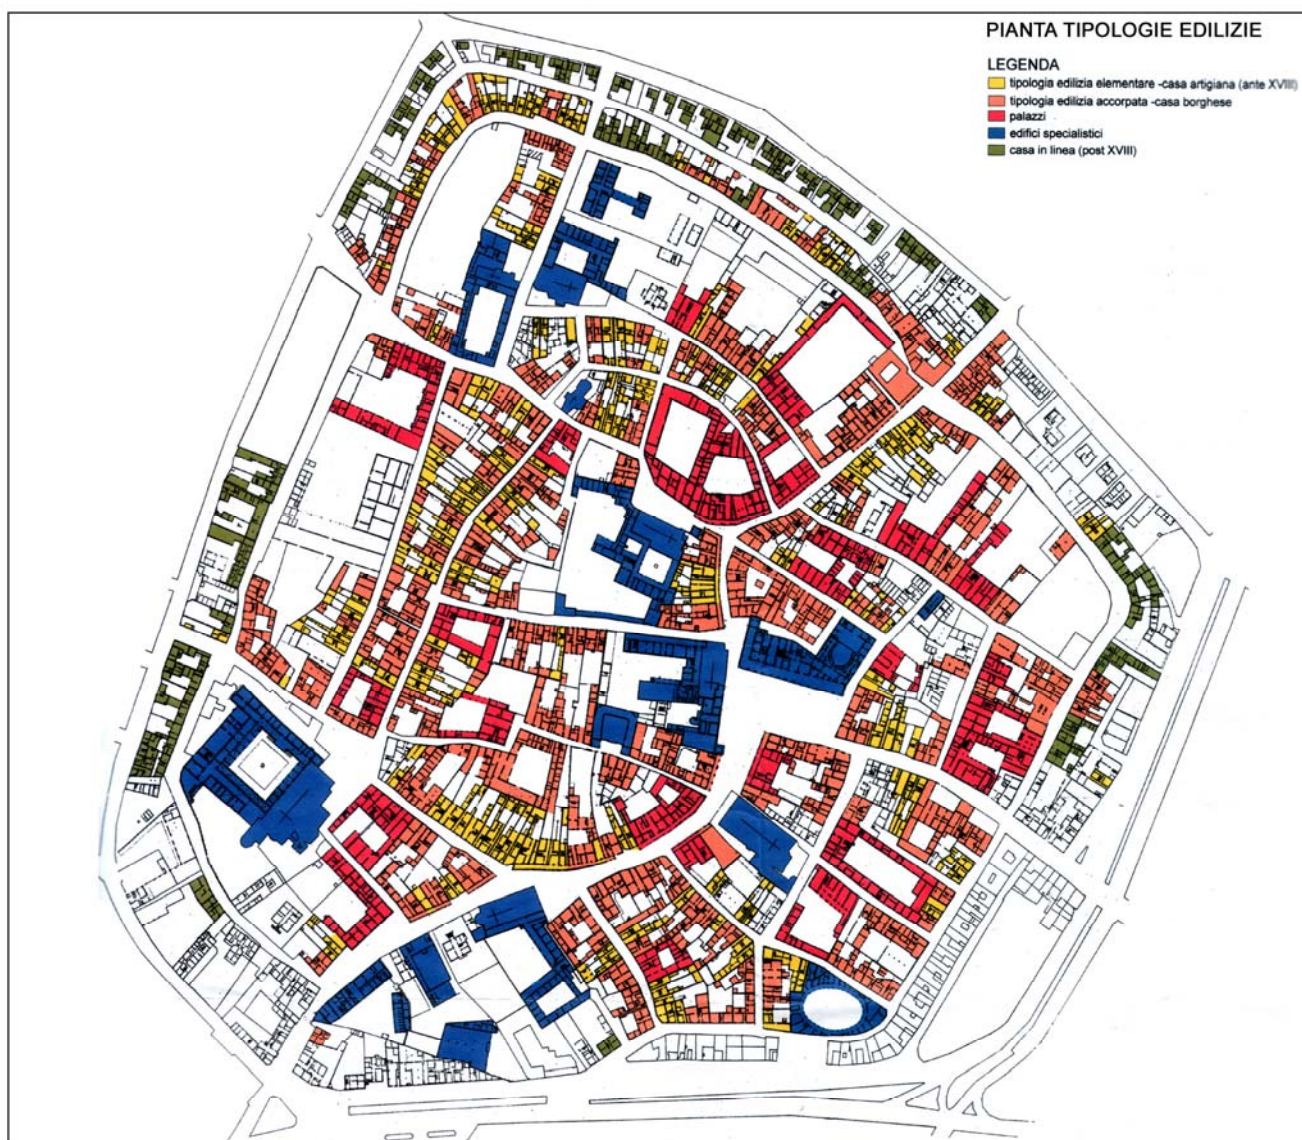 PIANTA TIPOLOGIE EDILIZIE
LEGENDA
tipologia edilizia elementare -casa artigiana (ante XVIII)
tipologia edilizia accorpata -casa borghese
palazzi
edifici specialistici
casa in linea (post XVIII)